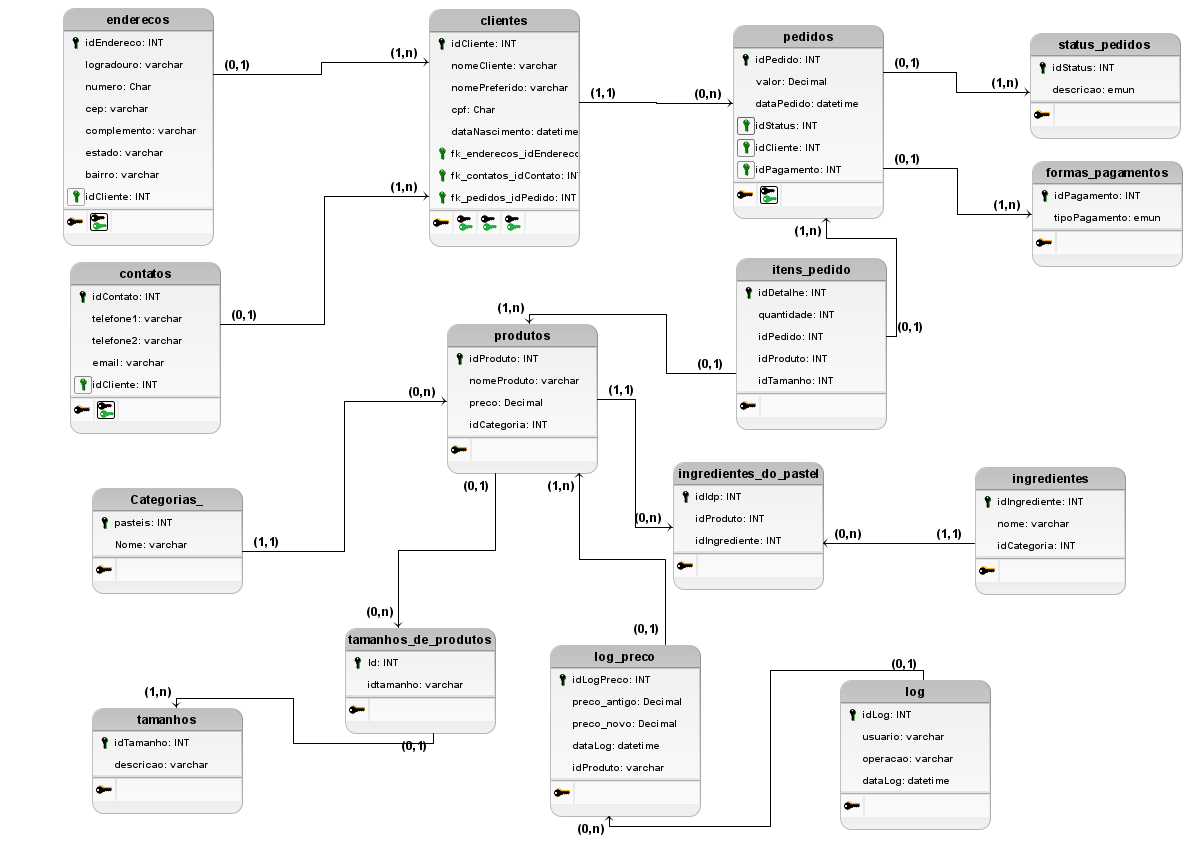 enderecos
idEndereco: INT
logradouro: varchar
numero: Char
cep: varchar
complemento: varchar
estado: varchar
bairro: varchar
idCliente: INT
(0,1)
(1,n)
clientes
idCliente: INT
nomeCliente: varchar
nomePreferido: varchar
cpf: Char
dataNascimento: datetime
fk_enderecos_idEnderec
fk_contatos_idContato: IN
fk_pedidos_idPedido: INT
(1,1)
(0,n)
pedidos
idPedido: INT
valor: Decimal
dataPedido: datetime
idStatus: INT
idCliente: INT
idPagamento: INT
(0,1)
(1,n)
status_pedidos
idStatus: INT
descricao: emun
(0,1)
(1,n)
formas_pagamentos
idPagamento: INT
tipoPagamento: emun
contatos
idContato: INT
telefone1: varchar
telefone2: varchar
email: varchar
idCliente: INT
(0,1)
(1,n)
(1,n)
itens_pedido
idDetalhe: INT
quantidade: INT
idPedido: INT
idProduto: INT
idTamanho: INT
(0,1)
(0,1)
(1,n)
produtos
idProduto: INT
nomeProduto: varchar
preco: Decimal
idCategoria: INT
(0,n)
(1,1)
(0,1)
(1,n)
Categorias_
pasteis: INT
Nome: varchar
(1,1)
ingredientes_do_pastel
idIdp: INT
idProduto: INT
idIngrediente: INT
(0,n)
(0,n)
(1,1)
ingredientes
idIngrediente: INT
nome: varchar
idCategoria: INT
(0,n)
tamanhos_de_produtos
Id: INT
idtamanho: varchar
(0,1)
(1,n)
tamanhos
idTamanho: INT
descricao: varchar
(0,1)
log_preco
idLogPreco: INT
preco_antigo: Decimal
preco_novo: Decimal
dataLog: datetime
idProduto: varchar
(0,n)
(0,1)
log
idLog: INT
usuario: varchar
operacao: varchar
dataLog: datetime